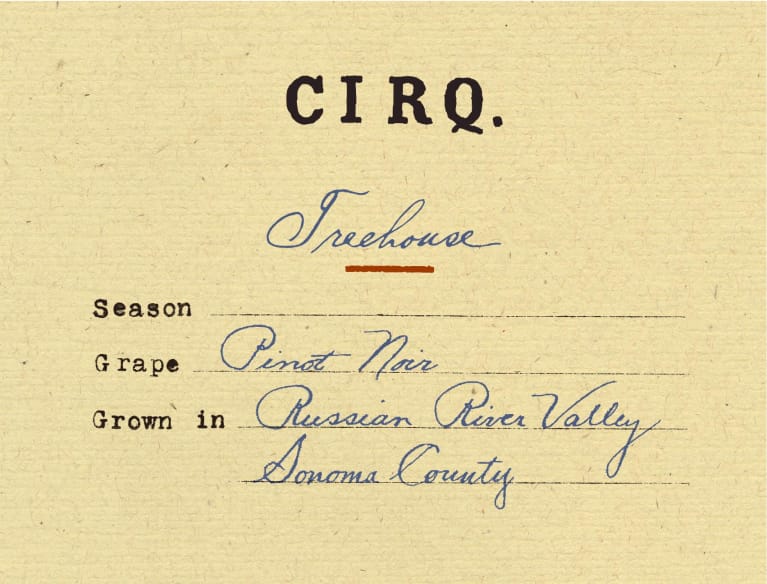 CIRQ.
Treehouse
Season
Grape Pinot Noir
Grown in Russian River Valley
Sonoma County